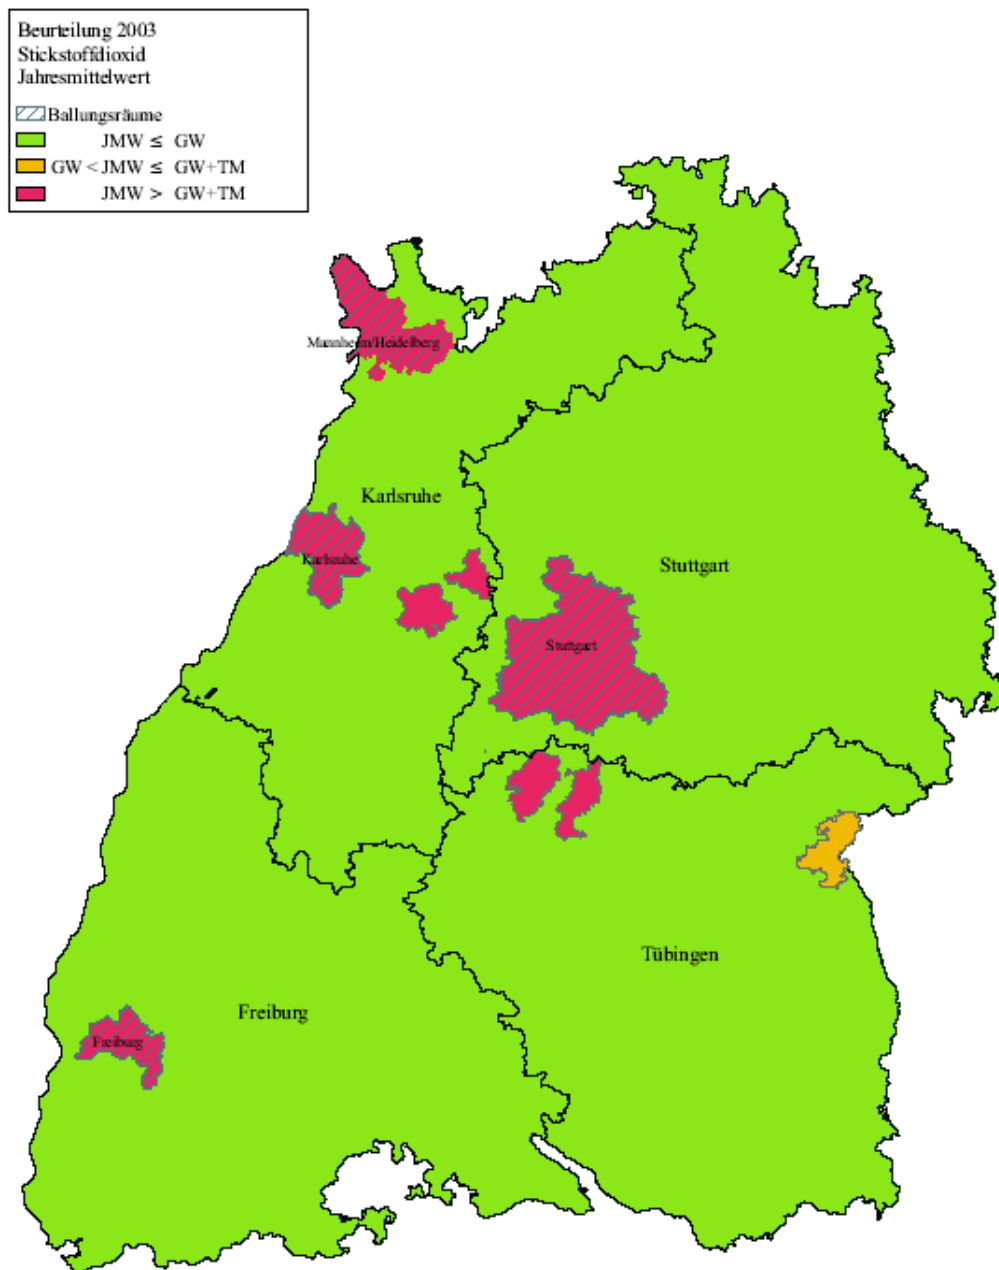 Beurteilung 2003
Stickstoffdioxid
Jahresmittelwert
Ballungsräume
JMW ≤ GW
GW < JMW ≤ GW+TM
JMW > GW+TM
Mannheim/Heidelberg
Karlsruhe
Karlsruhe
Stuttgart
Stuttgart
Tübingen
Freiburg
Freiburg